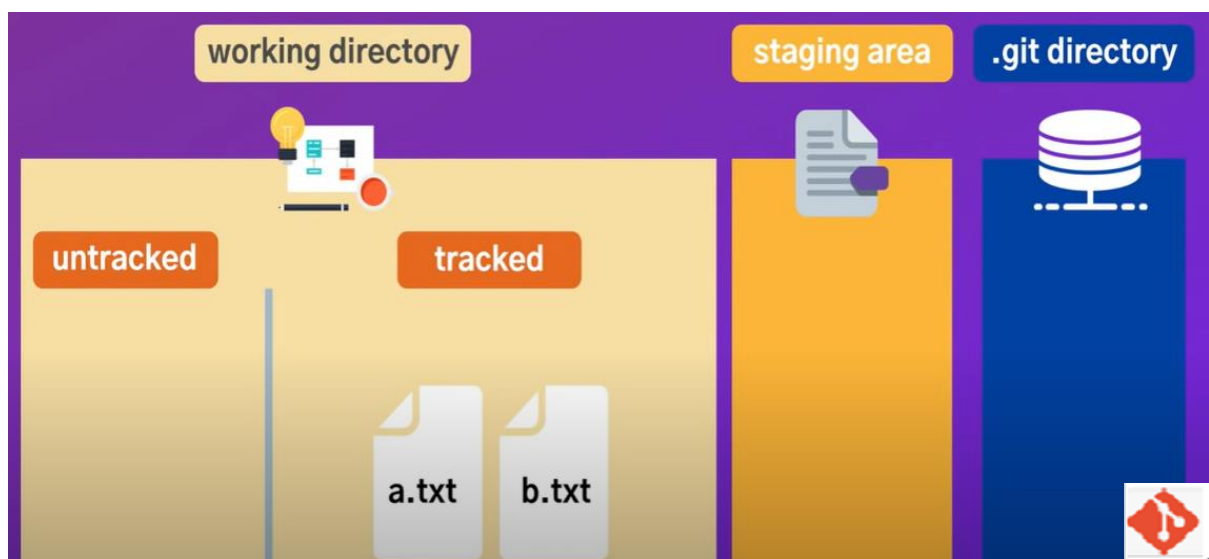 working directory
staging area
.git directory
untracked
tracked
a.txt
b.txt